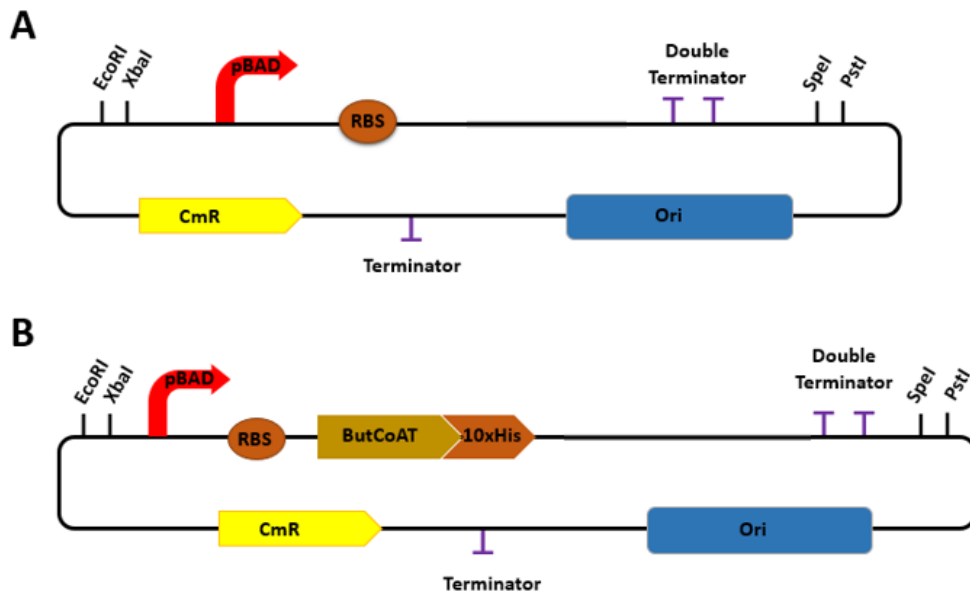 A
EcoRI
XbaI
pBAD
RBS
Double
Terminator
SpeI
PstI
CmR
Terminator
Ori
B
EcoRI
XbaI
pBAD
RBS
ButCoAT
10xHis
Double
Terminator
SpeI
PstI
CmR
Terminator
Ori